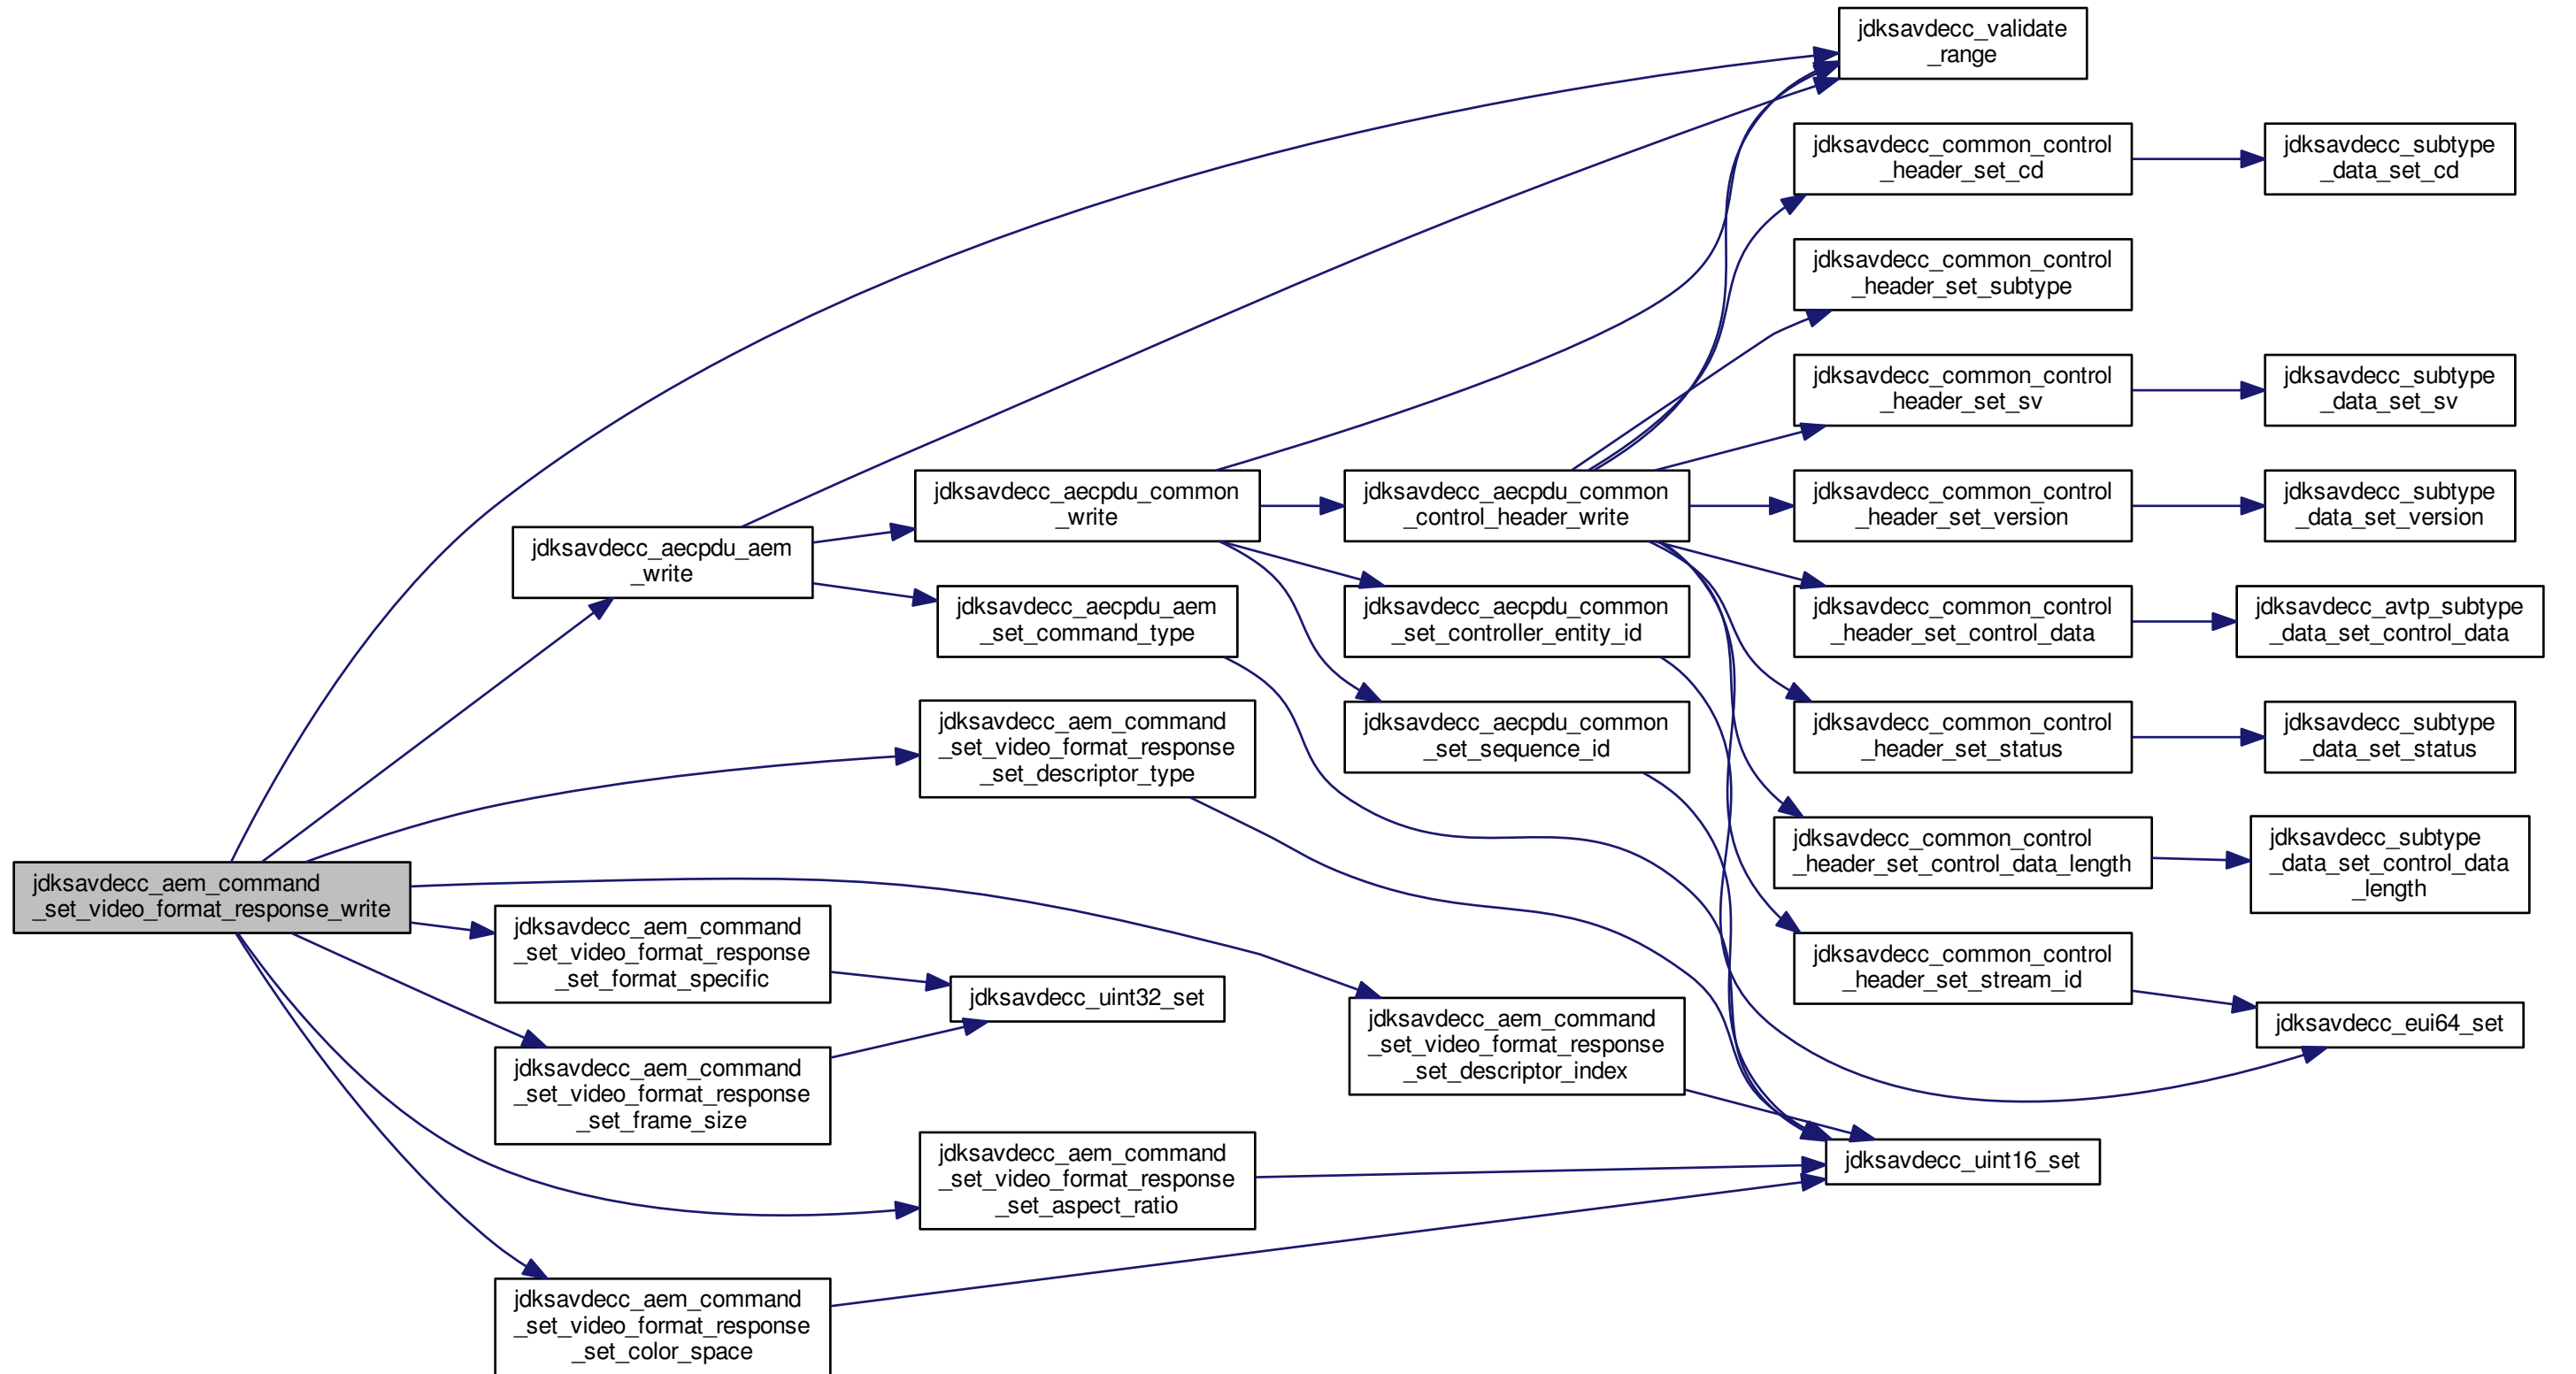 jdksavdecc_aem_command
_set_video_format_response_write
jdksavdecc_aecpdu_aem
_write
jdksavdecc_aem_command
_set_video_format_response
_set_format_specific
jdksavdecc_aem_command
_set_video_format_response
_set_frame_size
jdksavdecc_aem_command
_set_video_format_response
_set_color_space
jdksavdecc_aecpdu_common
_write
jdksavdecc_aecpdu_aem
_set_command_type
jdksavdecc_aem_command
_set_video_format_response
_set_descriptor_type
jdksavdecc_uint32_set
jdksavdecc_aem_command
_set_video_format_response
_set_aspect_ratio
jdksavdecc_aecpdu_common
_control_header_write
jdksavdecc_aecpdu_common
_set_controller_entity_id
jdksavdecc_aecpdu_common
_set_sequence_id
jdksavdecc_aem_command
_set_video_format_response
_set_descriptor_index
jdksavdecc_validate
_range
jdksavdecc_common_control
_header_set_cd
jdksavdecc_common_control
_header_set_subtype
jdksavdecc_common_control
_header_set_sv
jdksavdecc_common_control
_header_set_version
jdksavdecc_common_control
_header_set_control_data
jdksavdecc_common_control
_header_set_status
jdksavdecc_common_control
_header_set_control_data_length
jdksavdecc_common_control
_header_set_stream_id
jdksavdecc_uint16_set
jdksavdecc_subtype
_data_set_cd
jdksavdecc_subtype
_data_set_sv
jdksavdecc_subtype
_data_set_version
jdksavdecc_avtp_subtype
_data_set_control_data
jdksavdecc_subtype
_data_set_status
jdksavdecc_subtype
_data_set_control_data
_length
jdksavdecc_eui64_set